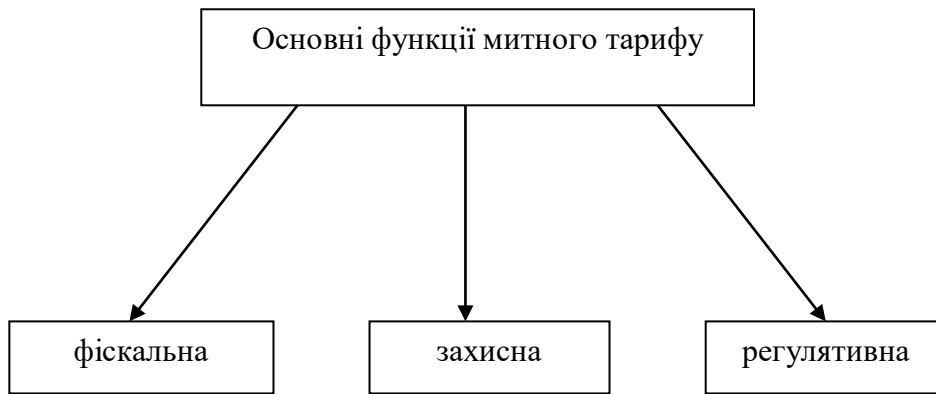 Основні функції митного тарифу
фіскальна
захисна
регулятивна